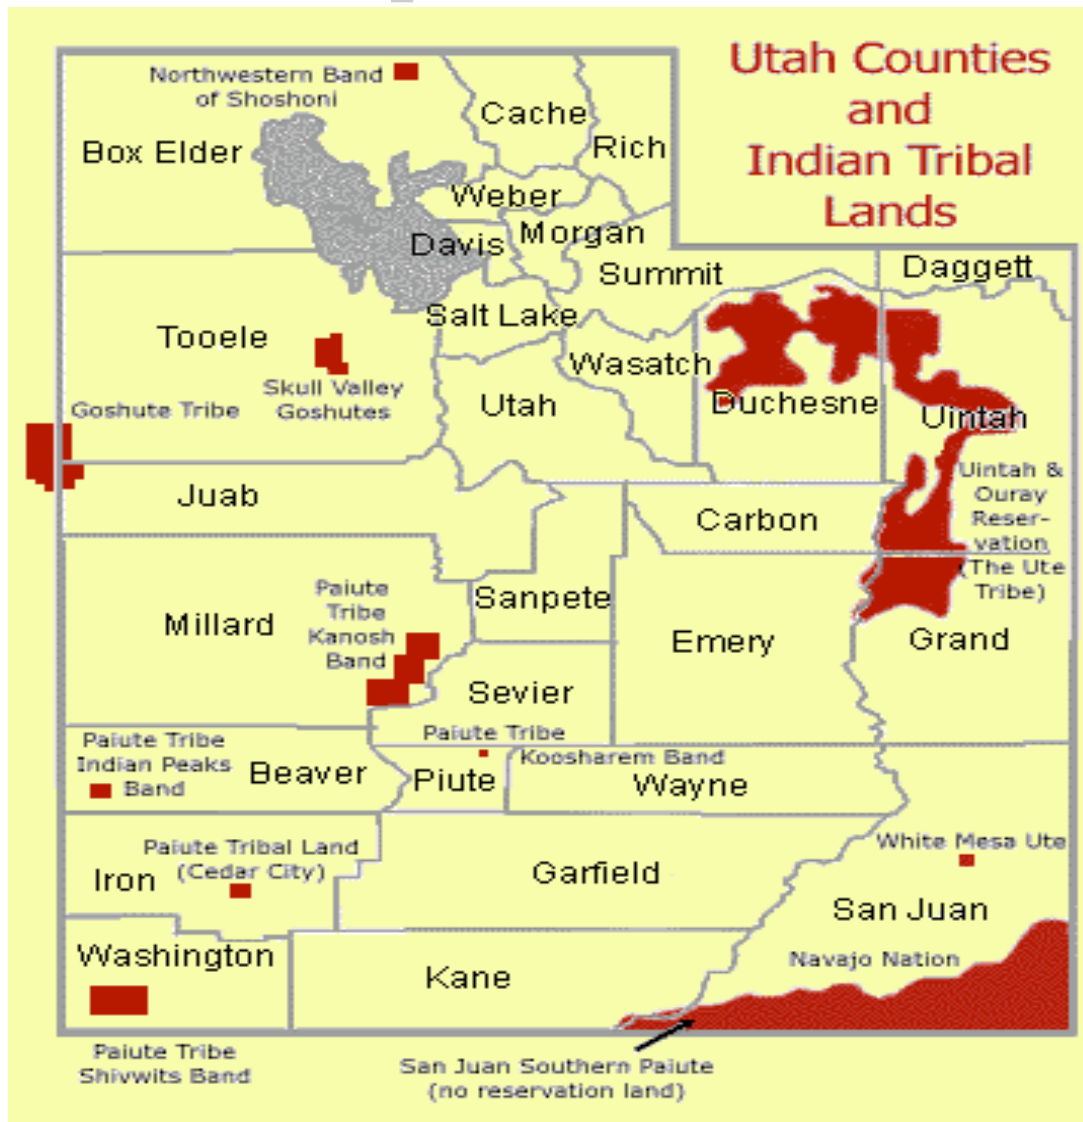 Utah Counties
and
Indian Tribal
Lands
Northwestern Band
of Shoshoni
Cache
Rich
Box Elder
Weber
Davis
Morgan
Summit
Daggett
Salt Lake
Tooele
Wasatch
Skull Valley
Goshutes
Goshute Tribe
Utah
Duchesne
Uintah
Uintah &
Ouray
Reser-
vation
(The Ute
Tribe)
Juab
Carbon
Paiute
Tribe
Kanosh
Band
Millard
Sanpete
Emery
Grand
Sevier
Paiute Tribe
Koosharem Band
Paiute Tribe
Indian Peaks
Band
Beaver
Piute
Wayne
Paiute Tribal Land
(Cedar City)
Iron
Garfield
White Mesa Ute
San Juan
Washington
Kane
Navajo Nation
Paiute Tribe
Shivwits Band
San Juan Southern Paiute
(no reservation land)